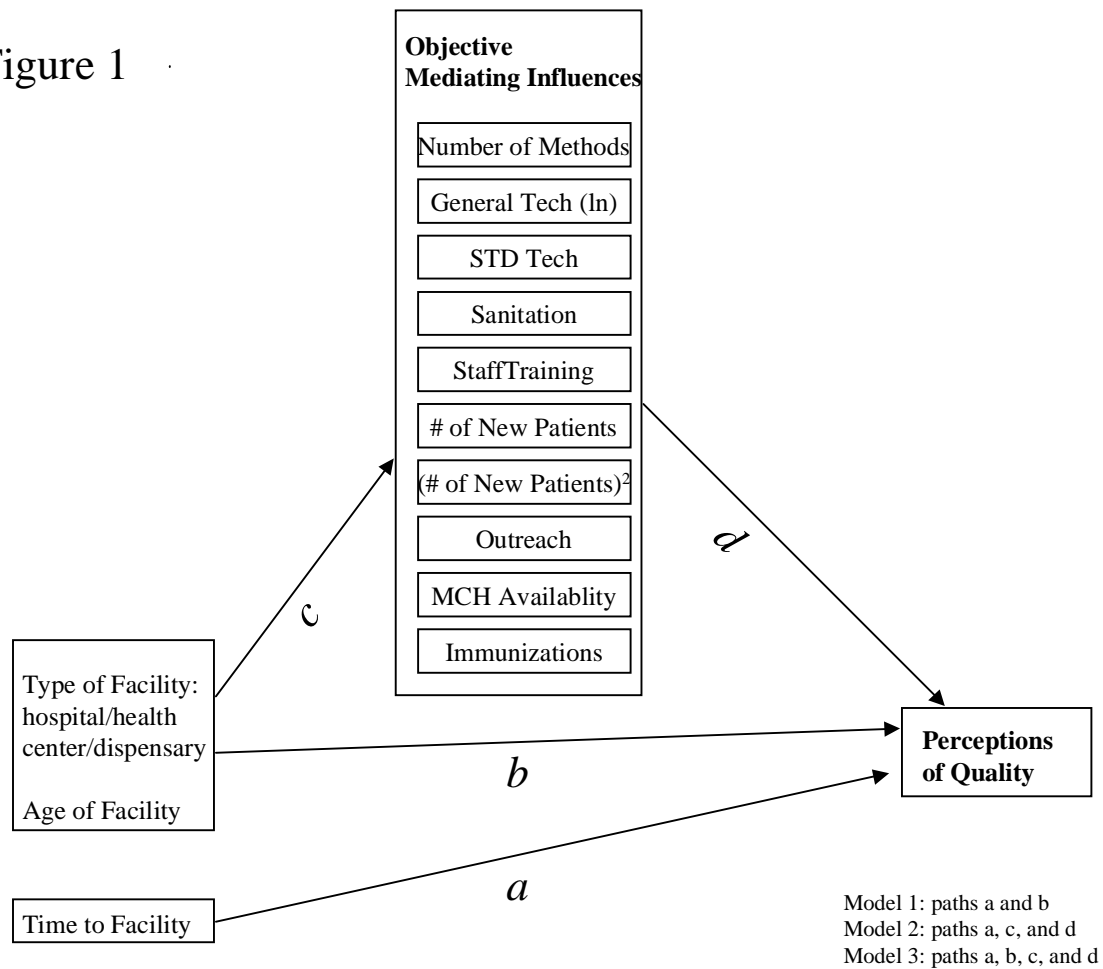 igure 1
Objective
Mediating Influences
Number of Methods
General Tech (ln)
STD Tech
Sanitation
StaffTraining
# of New Patients
(# of New Patients)²
Outreach
MCH Availablity
Immunizations
c
d
Type of Facility:
hospital/health
center/dispensary
Age of Facility
b
Perceptions
of Quality
a
Time to Facility
Model 1: paths a and b
Model 2: paths a, c, and d
Model 3: paths a, b, c, and d